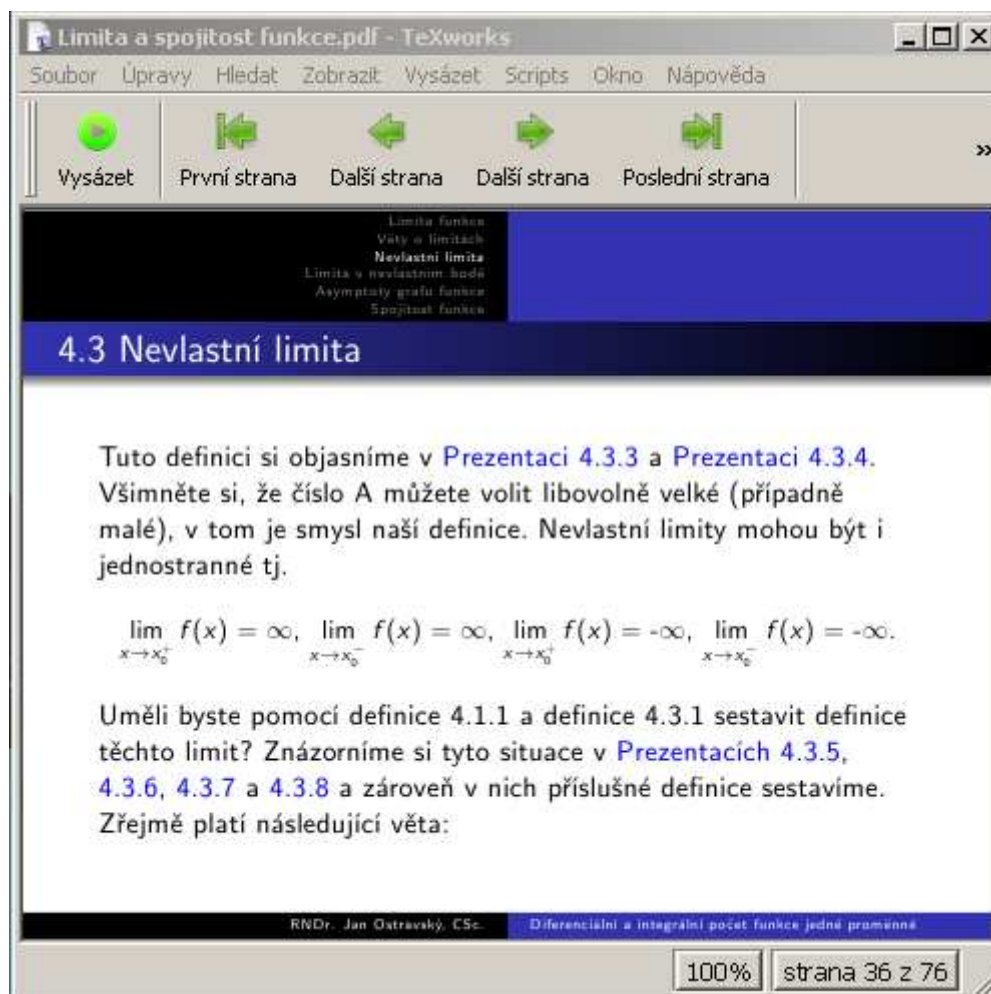 Limita a spojitost funkce.pdf - TeXworks
Soubor Úpravy Hledat Zobrazit Vysázet Scripts Okno Nápověda
»
Vysázet První strana Další strana Další strana Poslední strana
Limita funkce
Věty o limitách
Nevlastní limita
Limita v nevlastním bodě
Asymptoty grafu funkce
Spojitost funkce
4.3 Nevlastní limita
Tuto definici si objasníme v Prezentaci 4.3.3 a Prezentaci 4.3.4.
Všimněte si, že číslo A můžete volit libovolně velké (případně
malé), v tom je smysl naší definice. Nevlastní limity mohou být i
jednostranné tj.
lim f(x) = ∞, lim f(x) = ∞, lim f(x) = -∞, lim f(x) = -∞.
x→x₀⁺ x→x₀⁻ x→x₀⁺ x→x₀⁻
Uměli byste pomocí definice 4.1.1 a definice 4.3.1 sestavit definice
těchto limit? Znázorníme si tyto situace v Prezentacích 4.3.5,
4.3.6, 4.3.7 a 4.3.8 a zároveň v nich příslušné definice sestavíme.
Zřejmě platí následující věta:
RNDr. Jan Ostravský, CSc. Diferenciální a integrální počet funkce jedné proměnné
100% strana 36 z 76